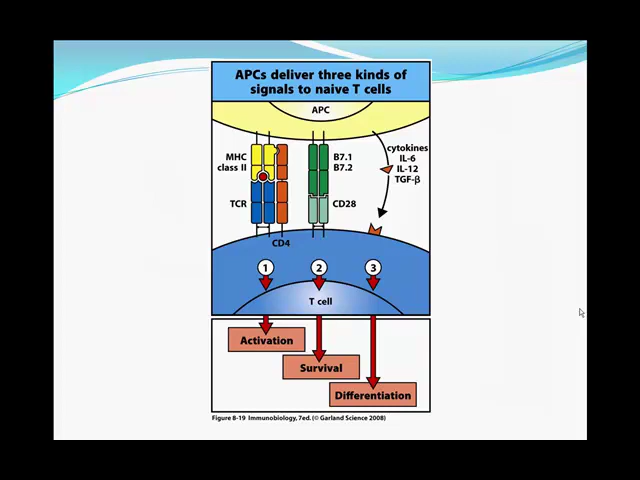 APCs deliver three kinds of
signals to naive T cells
APC
MHC
class II
B7.1
B7.2
cytokines
IL-6
IL-12
TGF-β
TCR
CD28
CD4
1
2
3
T cell
Activation
Survival
Differentiation
Figure 8-19 Immunobiology, 7ed. (© Garland Science 2008)